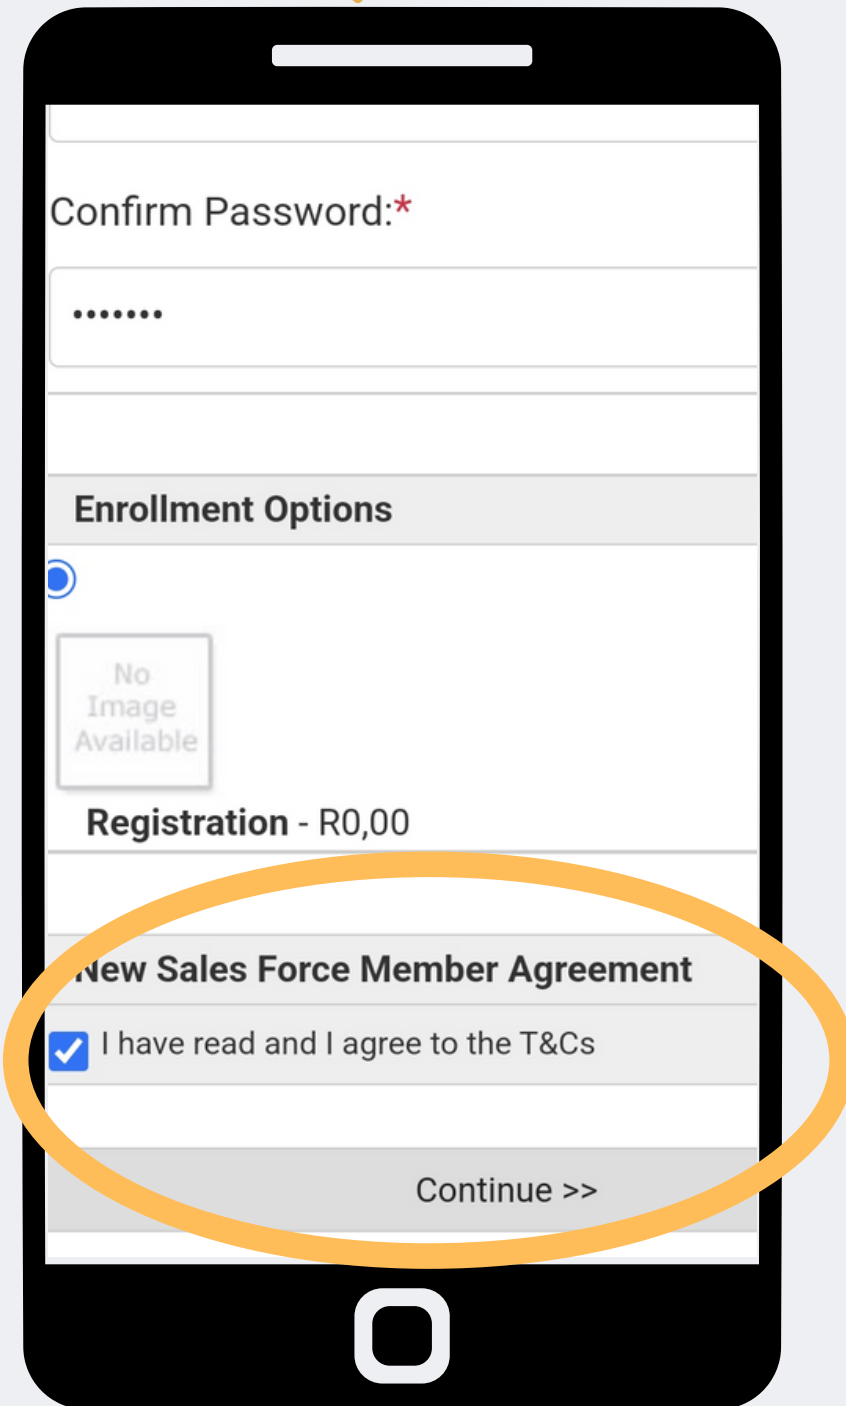 Confirm Password:*
•••••••
Enrollment Options
No
Image
Available
Registration - R0,00
New Sales Force Member Agreement
I have read and I agree to the T&Cs
Continue >>